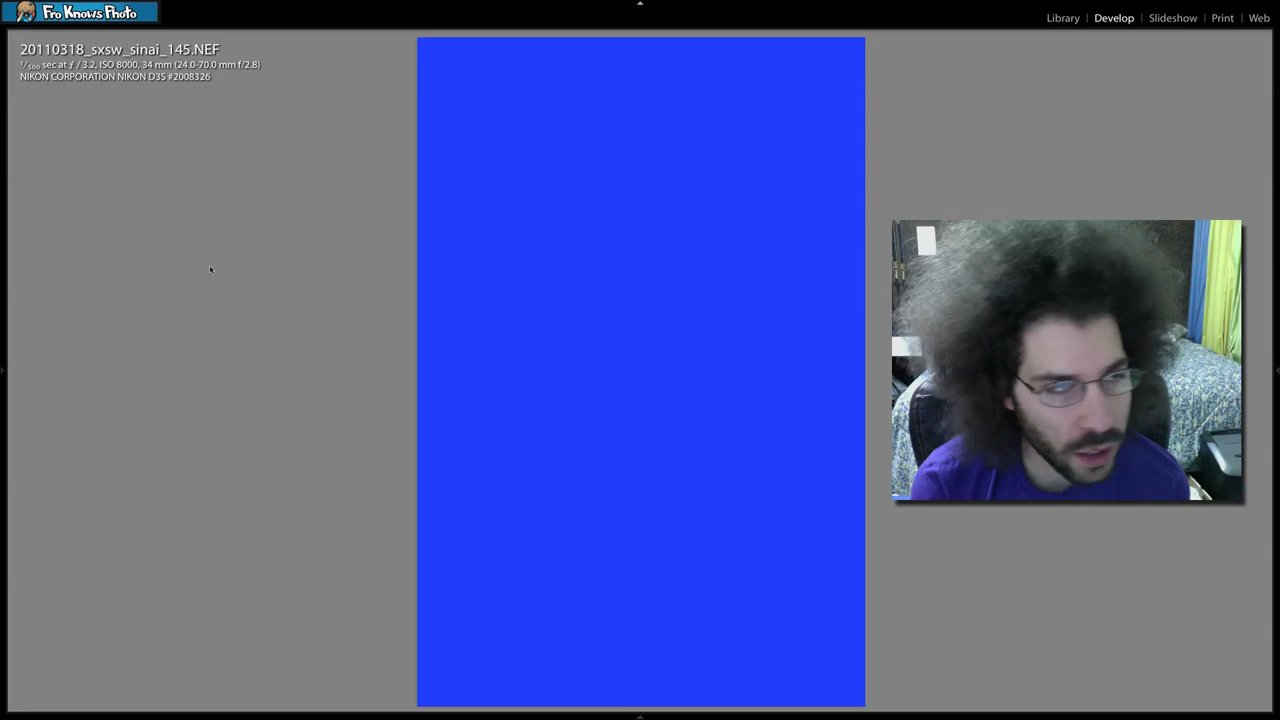 Fro Knows Photo
Library | Develop | Slideshow | Print | Web
20110318_sxsw_sinai_145.NEF
1/500 sec at ƒ / 3.2, ISO 8000, 34 mm (24.0-70.0 mm f/2.8)
NIKON CORPORATION NIKON D3S #2008326